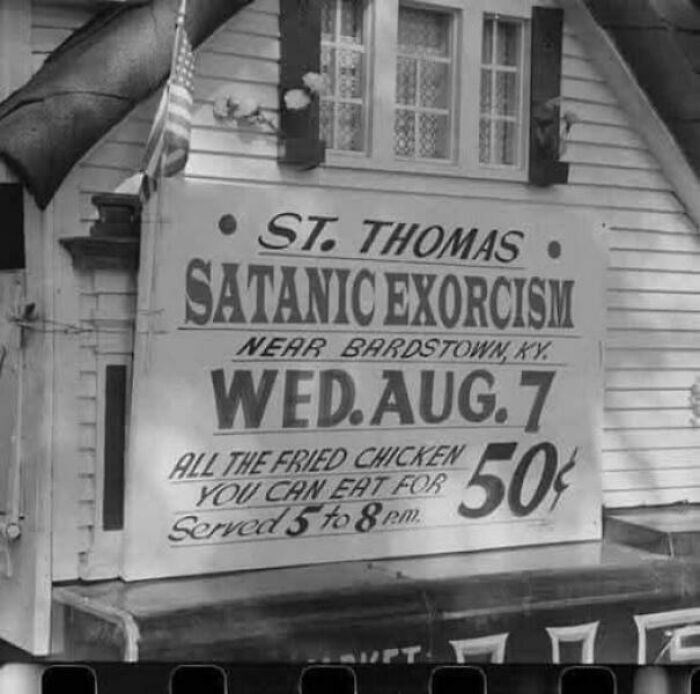 • ST. THOMAS •
SATANIC EXORCISM
NEAR BARDSTOWN, KY.
WED. AUG. 7
ALL THE FRIED CHICKEN
YOU CAN EAT FOR 50¢
Served 5 to 8 P.M.